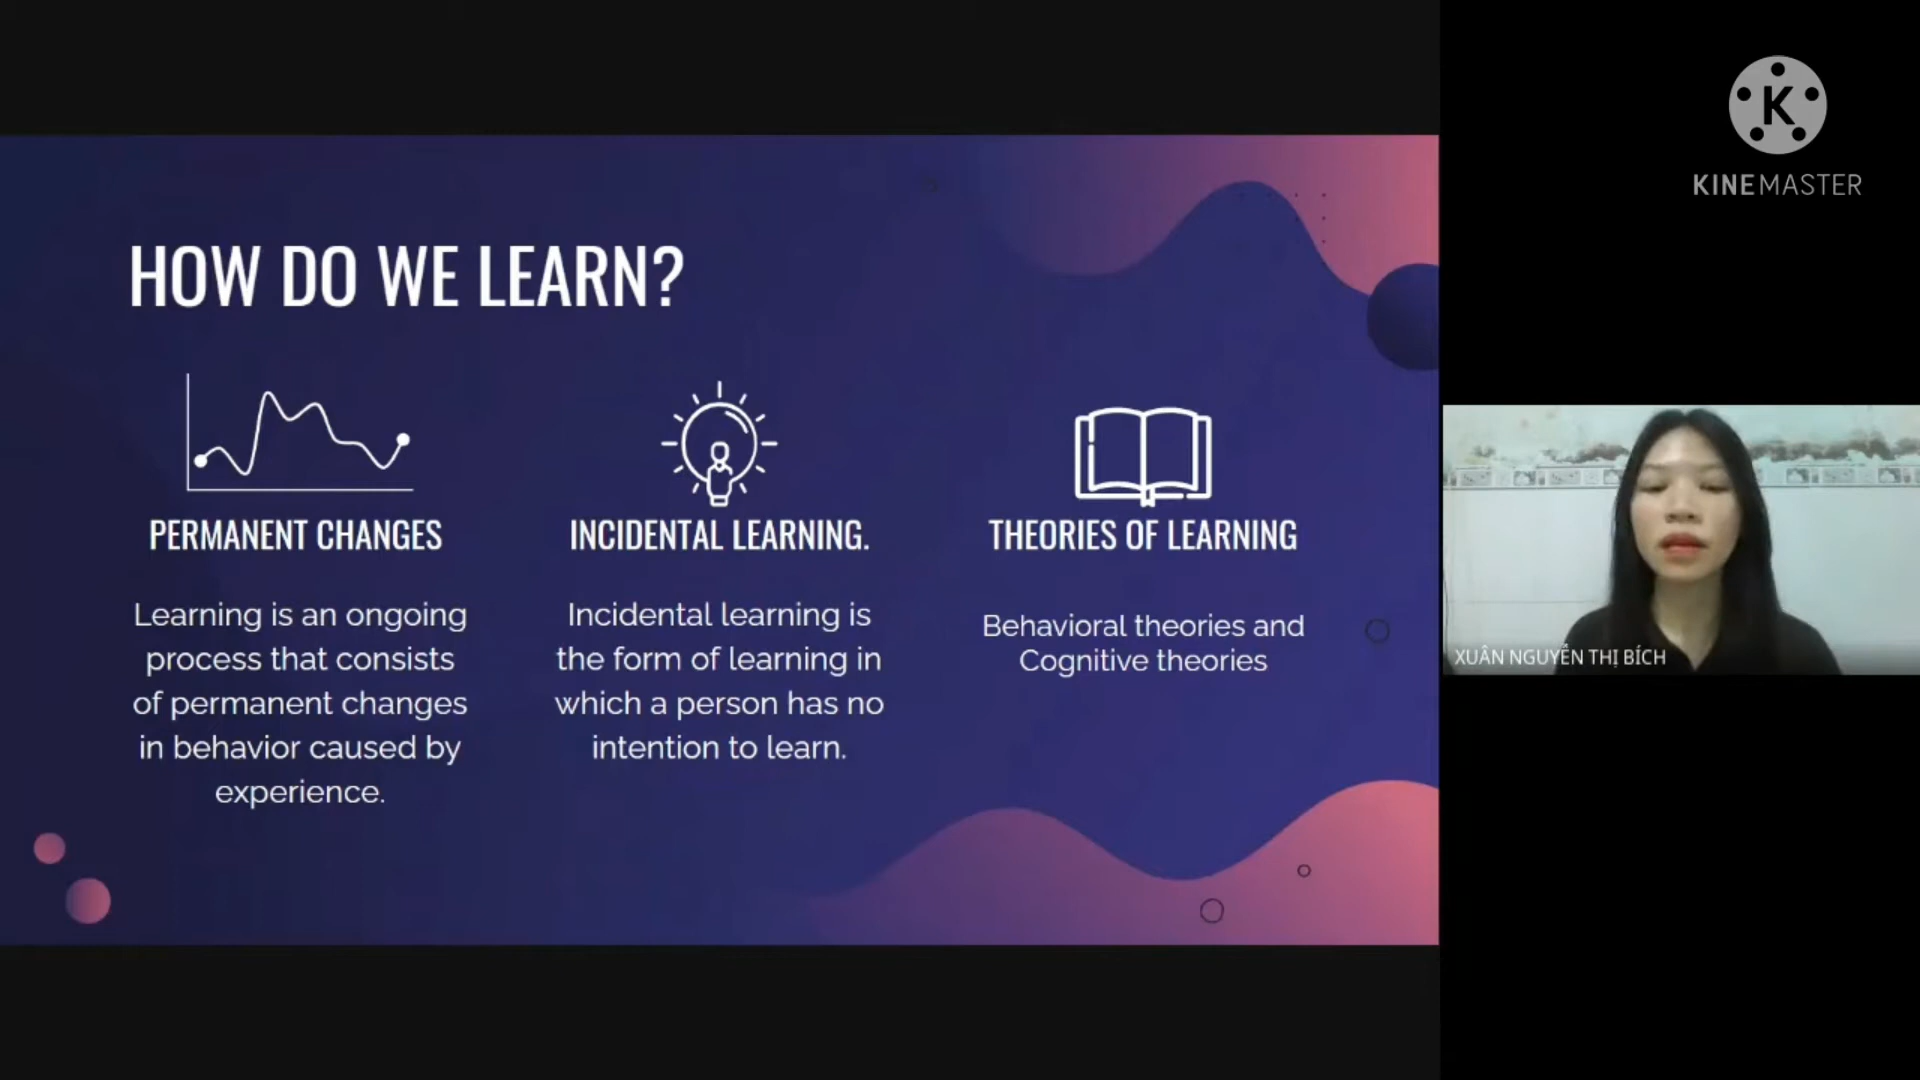 KINEMASTER
HOW DO WE LEARN?
PERMANENT CHANGES
Learning is an ongoing
process that consists
of permanent changes
in behavior caused by
experience.
INCIDENTAL LEARNING.
Incidental learning is
the form of learning in
which a person has no
intention to learn.
THEORIES OF LEARNING
Behavioral theories and
Cognitive theories
XUÂN NGUYỄN THỊ BÍCH